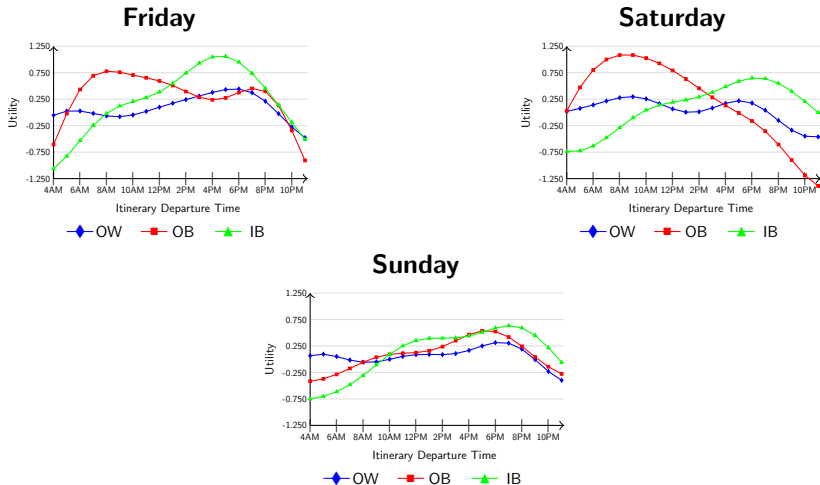 Friday
1.250
0.750
0.250
-0.250
-0.750
-1.250
Utility
4AM 6AM 8AM 10AM 12PM 2PM 4PM 6PM 8PM 10PM
Itinerary Departure Time
OW OB IB
Saturday
1.250
0.750
0.250
-0.250
-0.750
-1.250
Utility
4AM 6AM 8AM 10AM 12PM 2PM 4PM 6PM 8PM 10PM
Itinerary Departure Time
OW OB IB
Sunday
1.250
0.750
0.250
-0.250
-0.750
-1.250
Utility
4AM 6AM 8AM 10AM 12PM 2PM 4PM 6PM 8PM 10PM
Itinerary Departure Time
OW OB IB